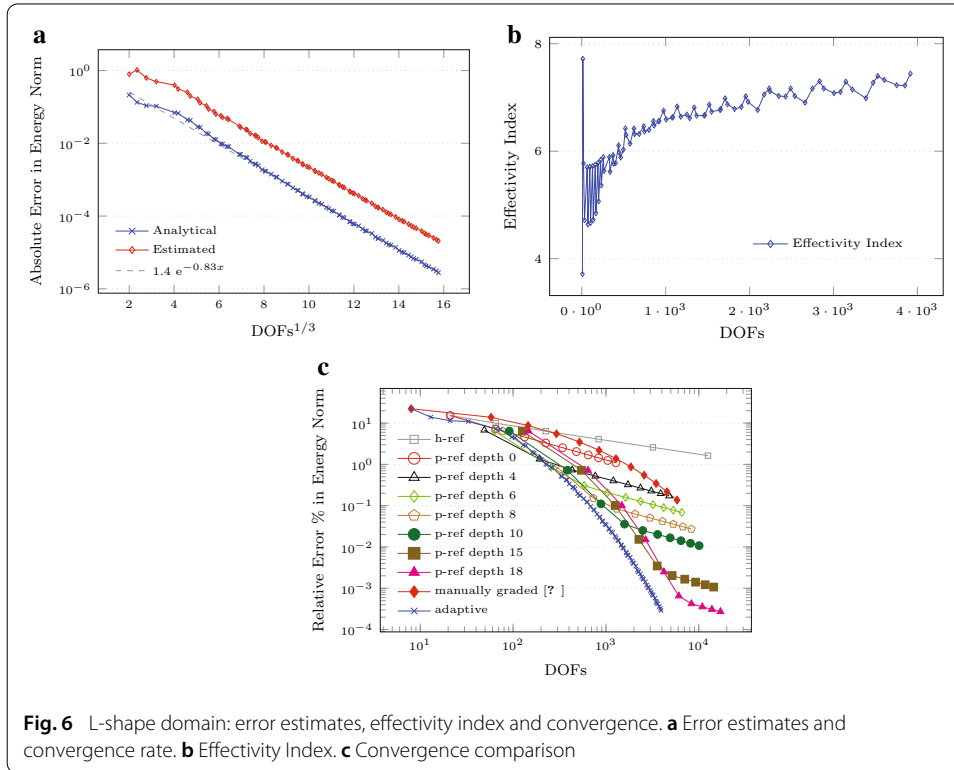 a
Absolute Error in Energy Norm
10^0
10^−2
10^−4
10^−6
Analytical
Estimated
1.4 e^−0.83x
2 4 6 8 10 12 14 16
DOFs^1/3
b
Effectivity Index
8
6
4
Effectivity Index
0 · 10^0 1 · 10^3 2 · 10^3 3 · 10^3 4 · 10^3
DOFs
c
Relative Error % in Energy Norm
10^1
10^0
10^−1
10^−2
10^−3
10^−4
h-ref
p-ref depth 0
p-ref depth 4
p-ref depth 6
p-ref depth 8
p-ref depth 10
p-ref depth 15
p-ref depth 18
manually graded [? ]
adaptive
10^1 10^2 10^3 10^4
DOFs
Fig. 6 L-shape domain: error estimates, effectivity index and convergence. a Error estimates and
convergence rate. b Effectivity Index. c Convergence comparison